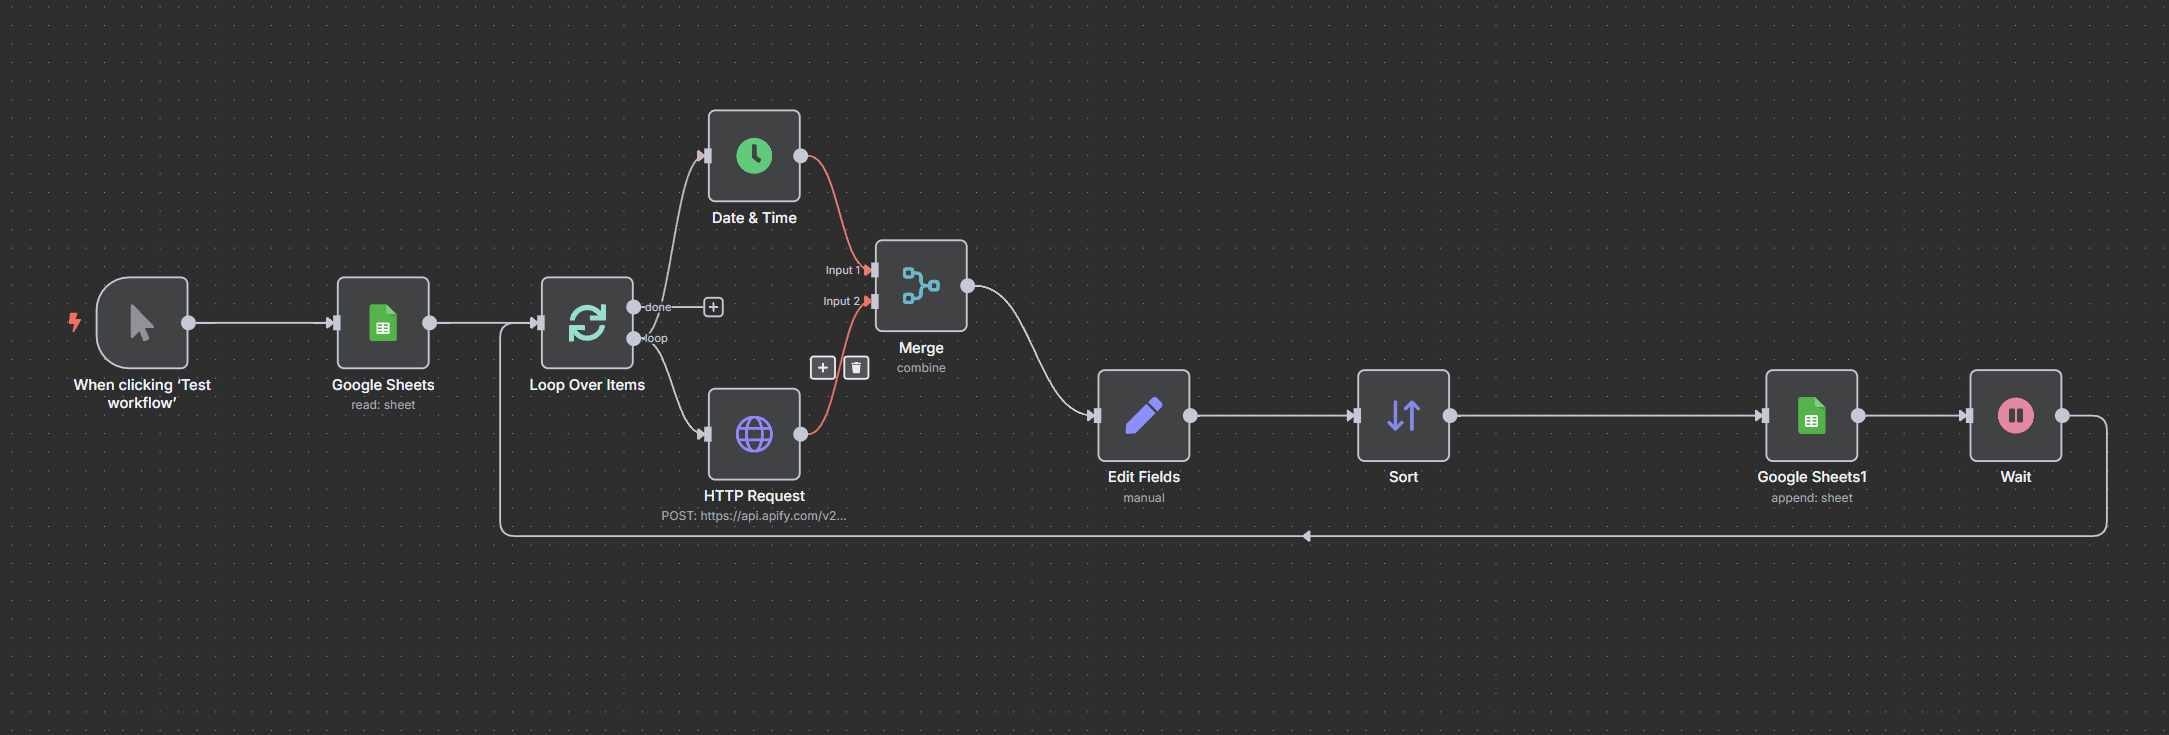 When clicking ‘Test
workflow’
Google Sheets
read: sheet
Loop Over Items
done
loop
Date & Time
HTTP Request
POST: https://api.apify.com/v2...
Input 1
Input 2
Merge
combine
Edit Fields
manual
Sort
Google Sheets1
append: sheet
Wait